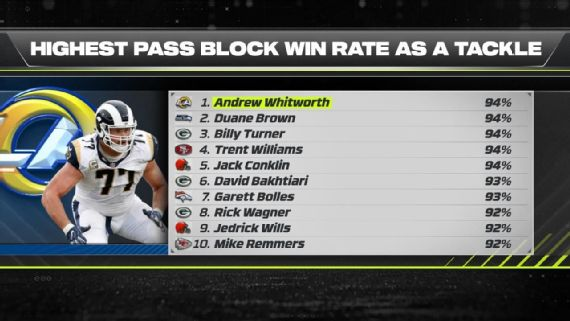 HIGHEST PASS BLOCK WIN RATE AS A TACKLE
1. Andrew Whitworth 94%
2. Duane Brown 94%
3. Billy Turner 94%
4. Trent Williams 94%
5. Jack Conklin 94%
6. David Bakhtiari 93%
7. Garett Bolles 93%
8. Rick Wagner 92%
9. Jedrick Wills 92%
10. Mike Remmers 92%
77